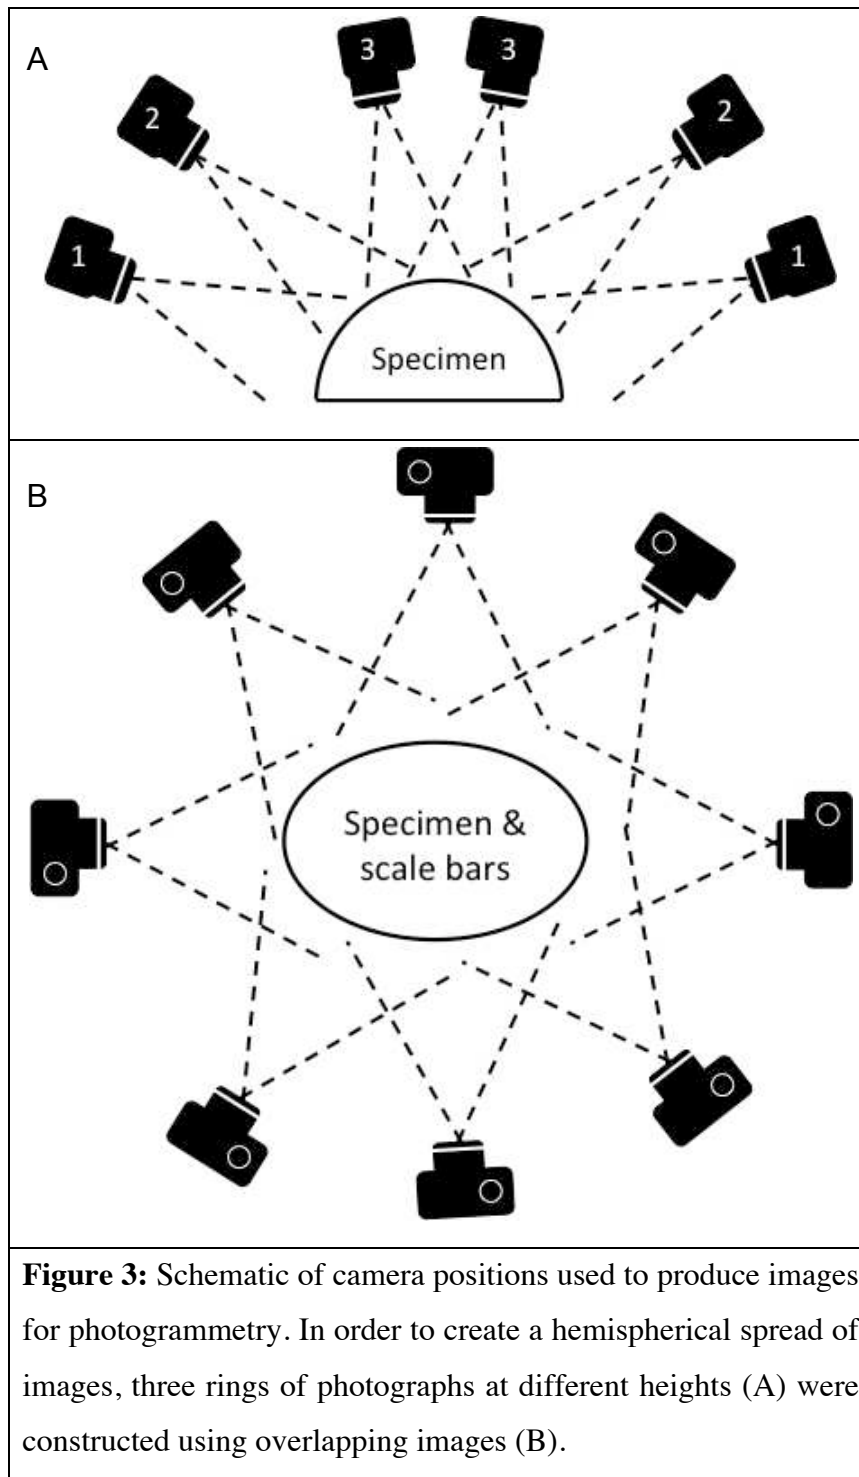 A
3 3
2 2
1 1
Specimen
B
Specimen &
scale bars
Figure 3: Schematic of camera positions used to produce images
for photogrammetry. In order to create a hemispherical spread of
images, three rings of photographs at different heights (A) were
constructed using overlapping images (B).